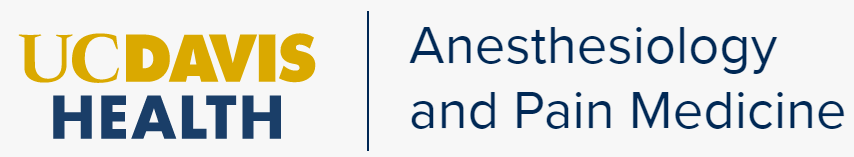 UCDAVIS
HEALTH
Anesthesiology
and Pain Medicine